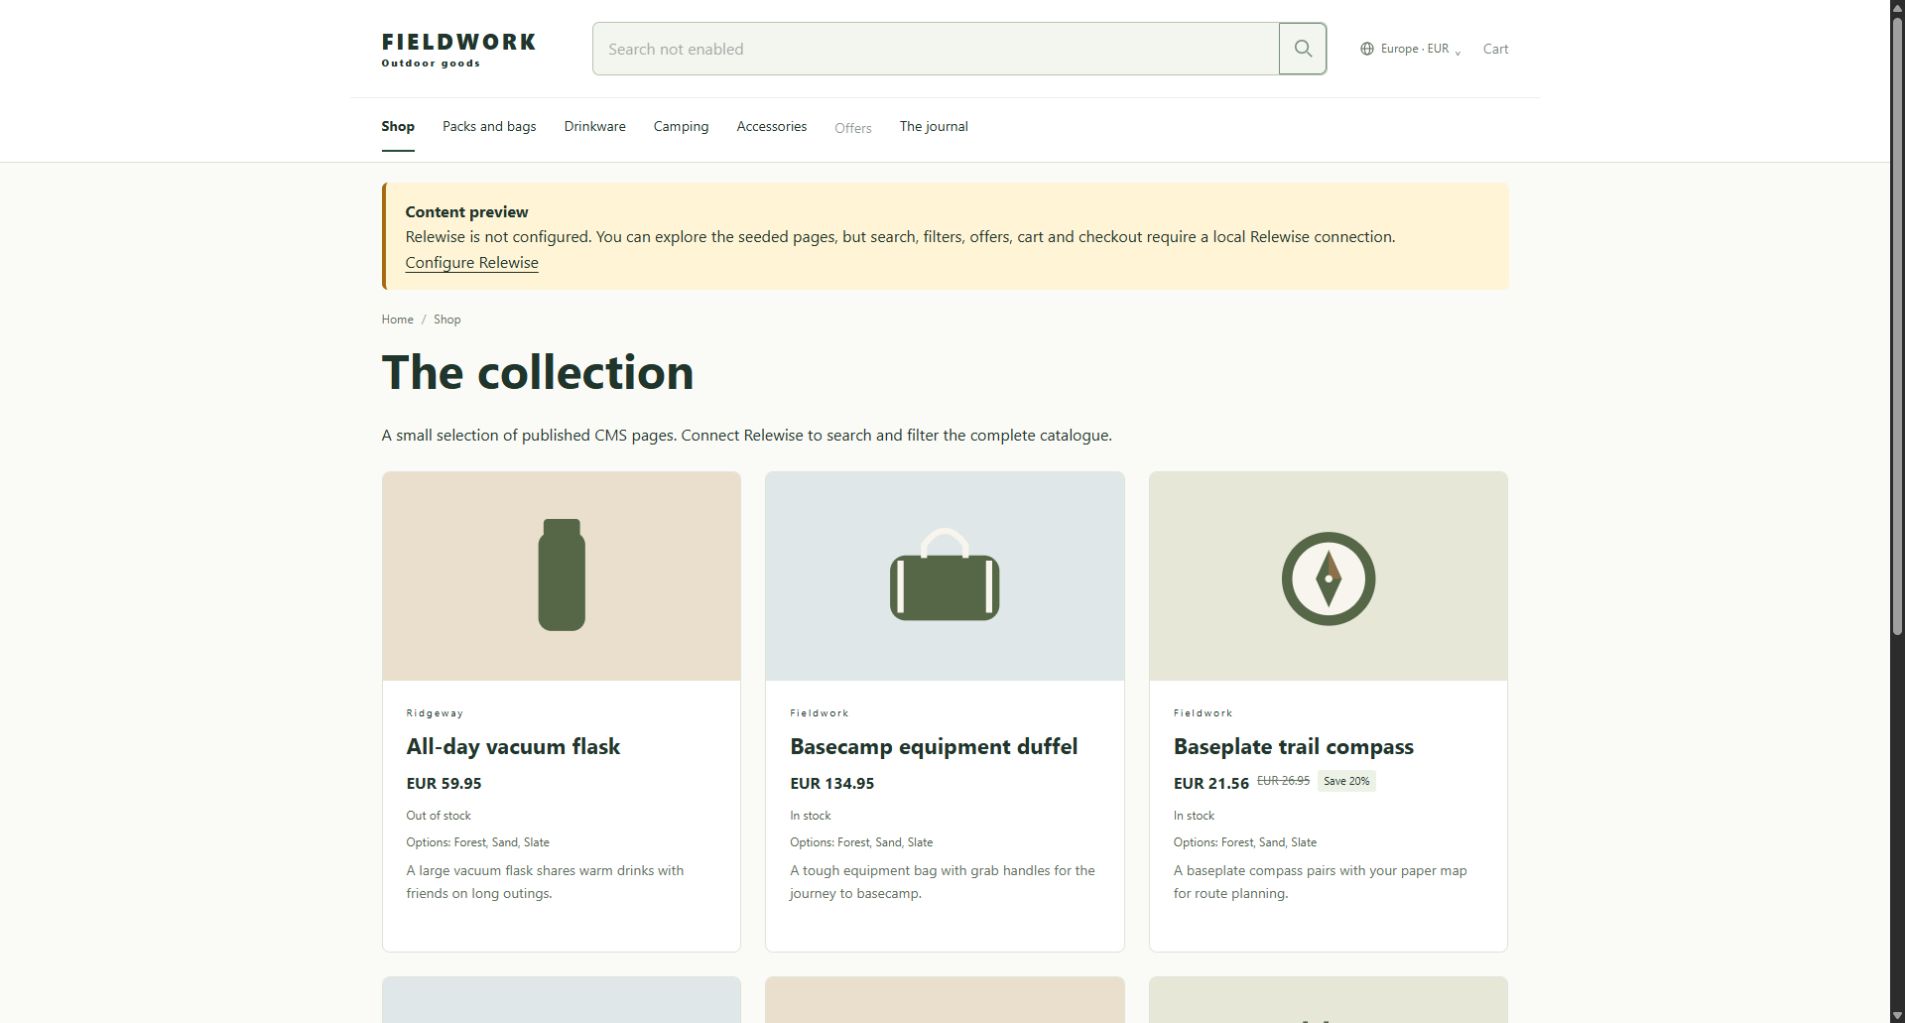 FIELDWORK
Outdoor goods
Search not enabled
Europe · EUR
Cart
Shop
Packs and bags
Drinkware
Camping
Accessories
Offers
The journal
Content preview
Relewise is not configured. You can explore the seeded pages, but search, filters, offers, cart and checkout require a local Relewise connection.
Configure Relewise
Home / Shop
The collection
A small selection of published CMS pages. Connect Relewise to search and filter the complete catalogue.
Ridgeway
All-day vacuum flask
EUR 59.95
Out of stock
Options: Forest, Sand, Slate
A large vacuum flask shares warm drinks with
friends on long outings.
Fieldwork
Basecamp equipment duffel
EUR 134.95
In stock
Options: Forest, Sand, Slate
A tough equipment bag with grab handles for the
journey to basecamp.
Fieldwork
Baseplate trail compass
EUR 21.56 EUR 26.95 Save 20%
In stock
Options: Forest, Sand, Slate
A baseplate compass pairs with your paper map
for route planning.